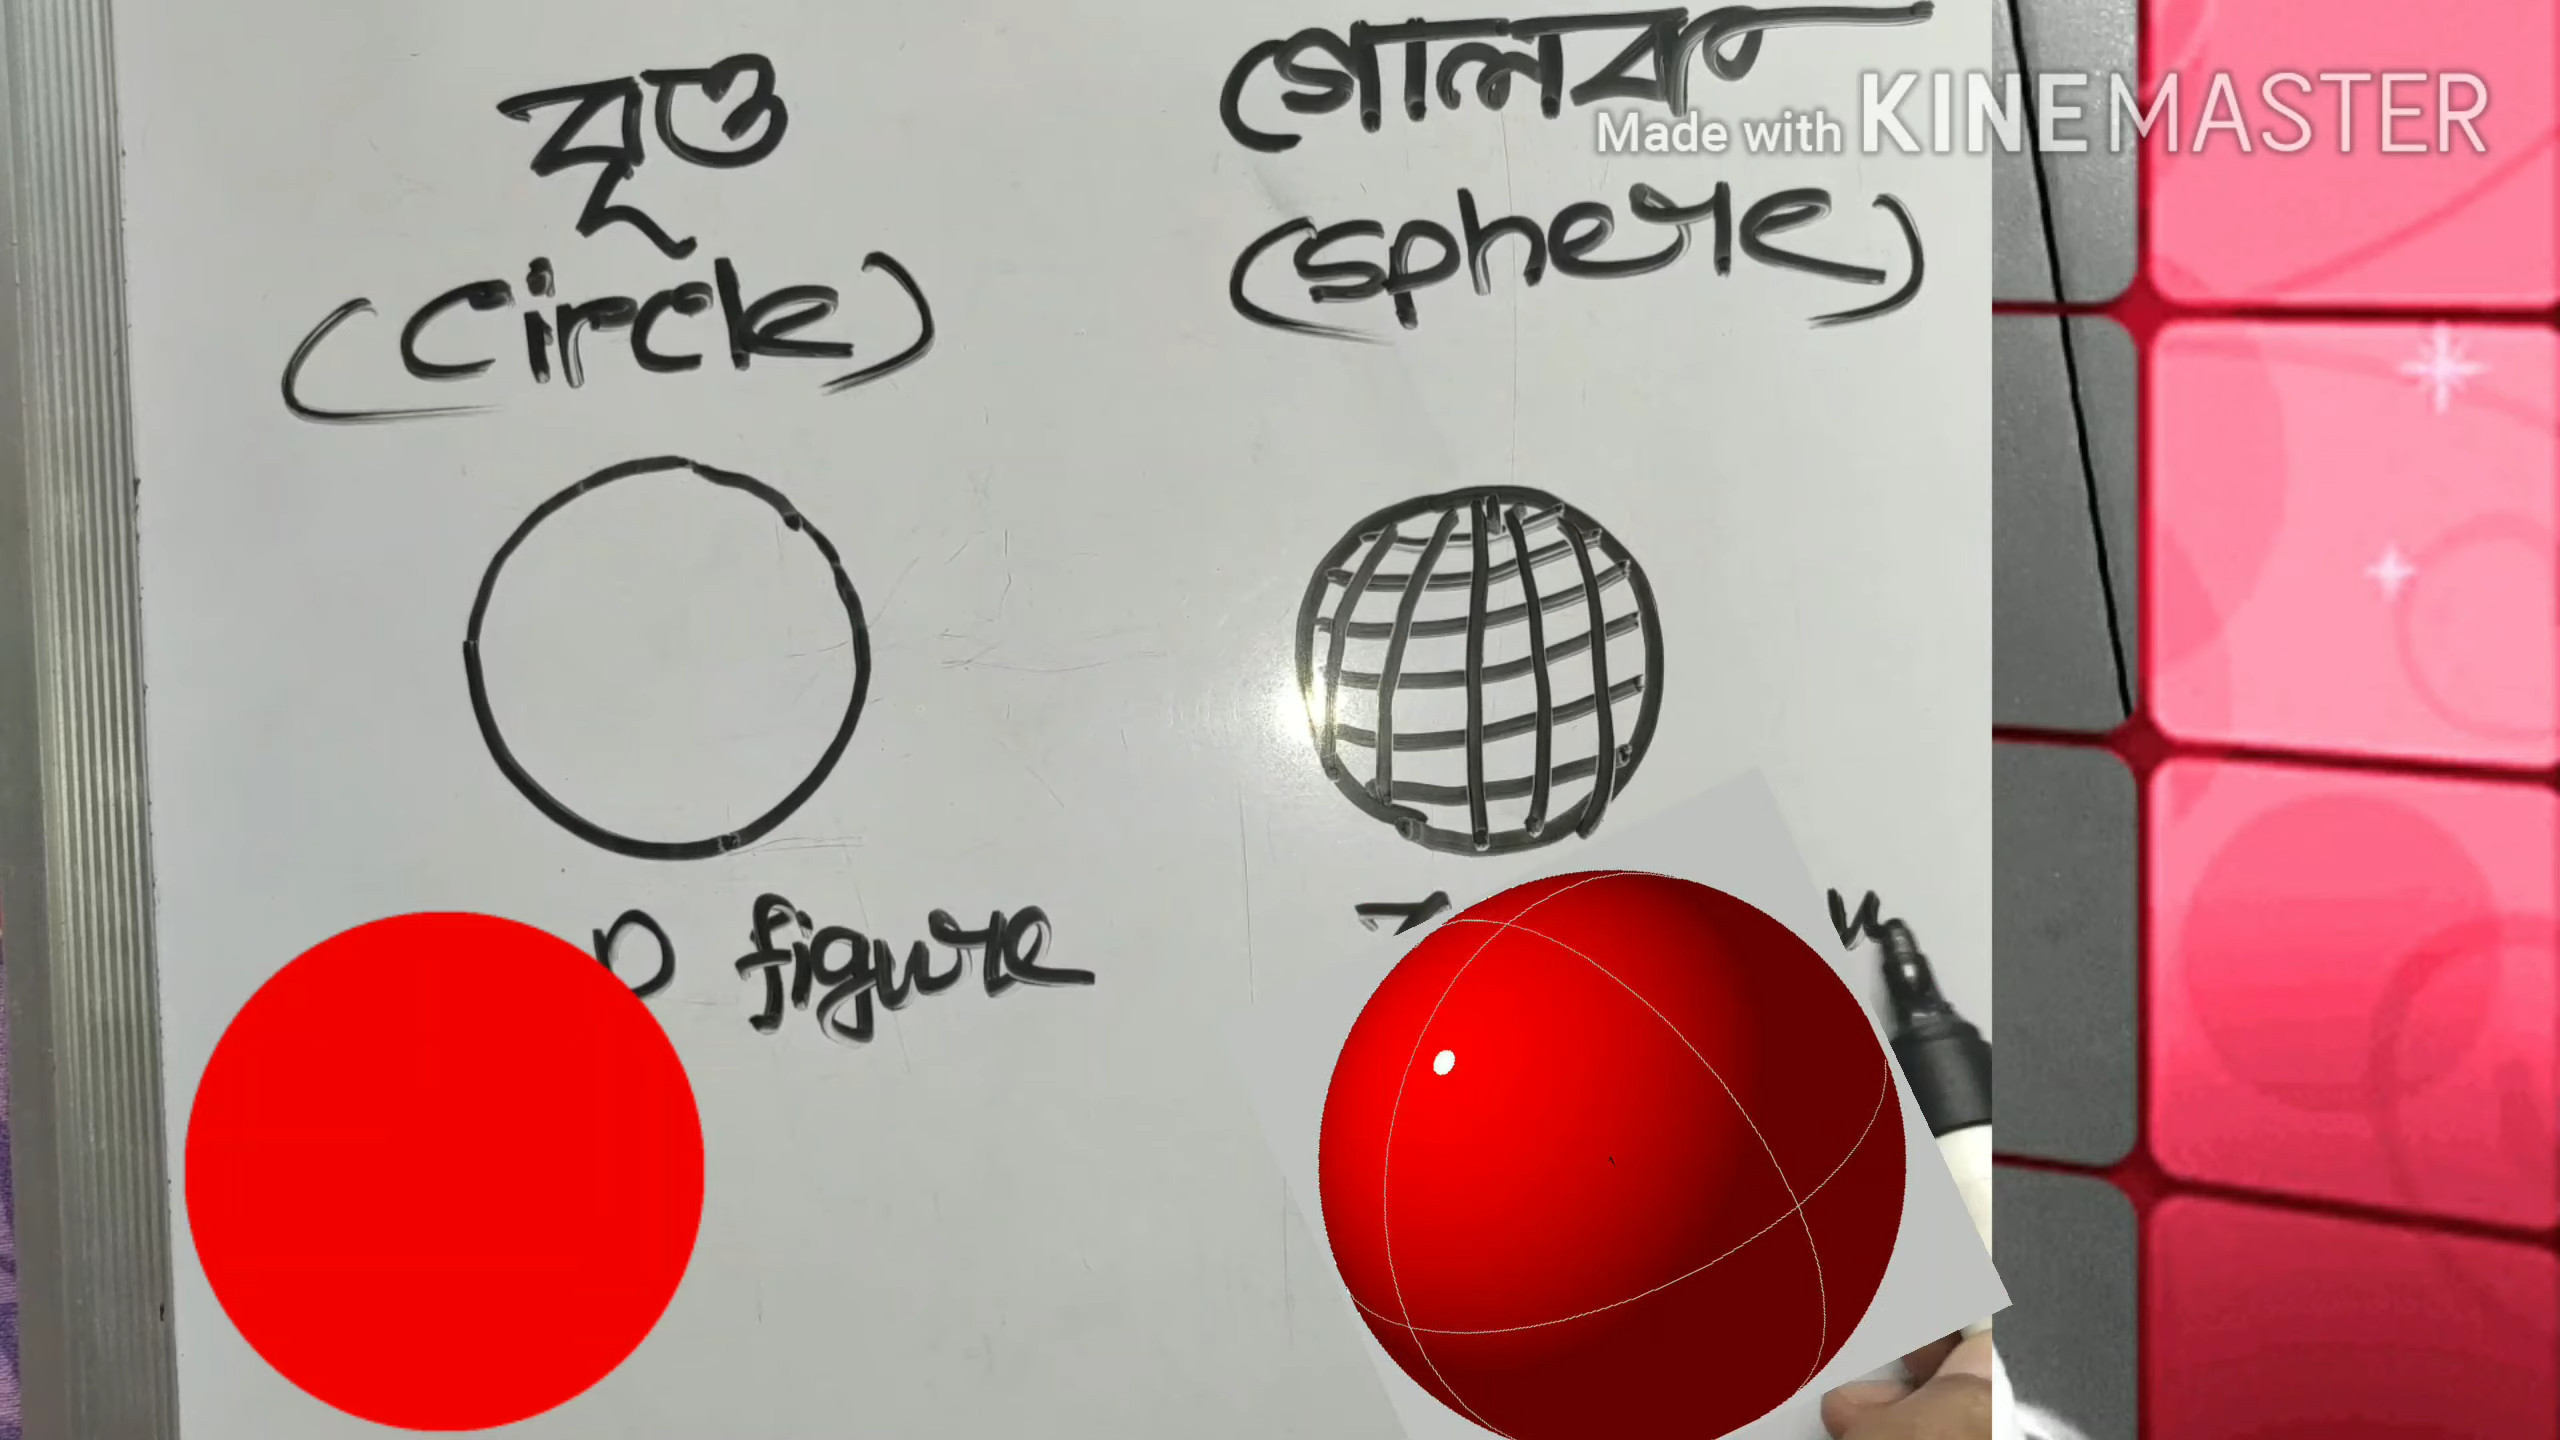 বৃত্ত
(Circle)
গোলক
(sphere)
Made with KINEMASTER
D figure